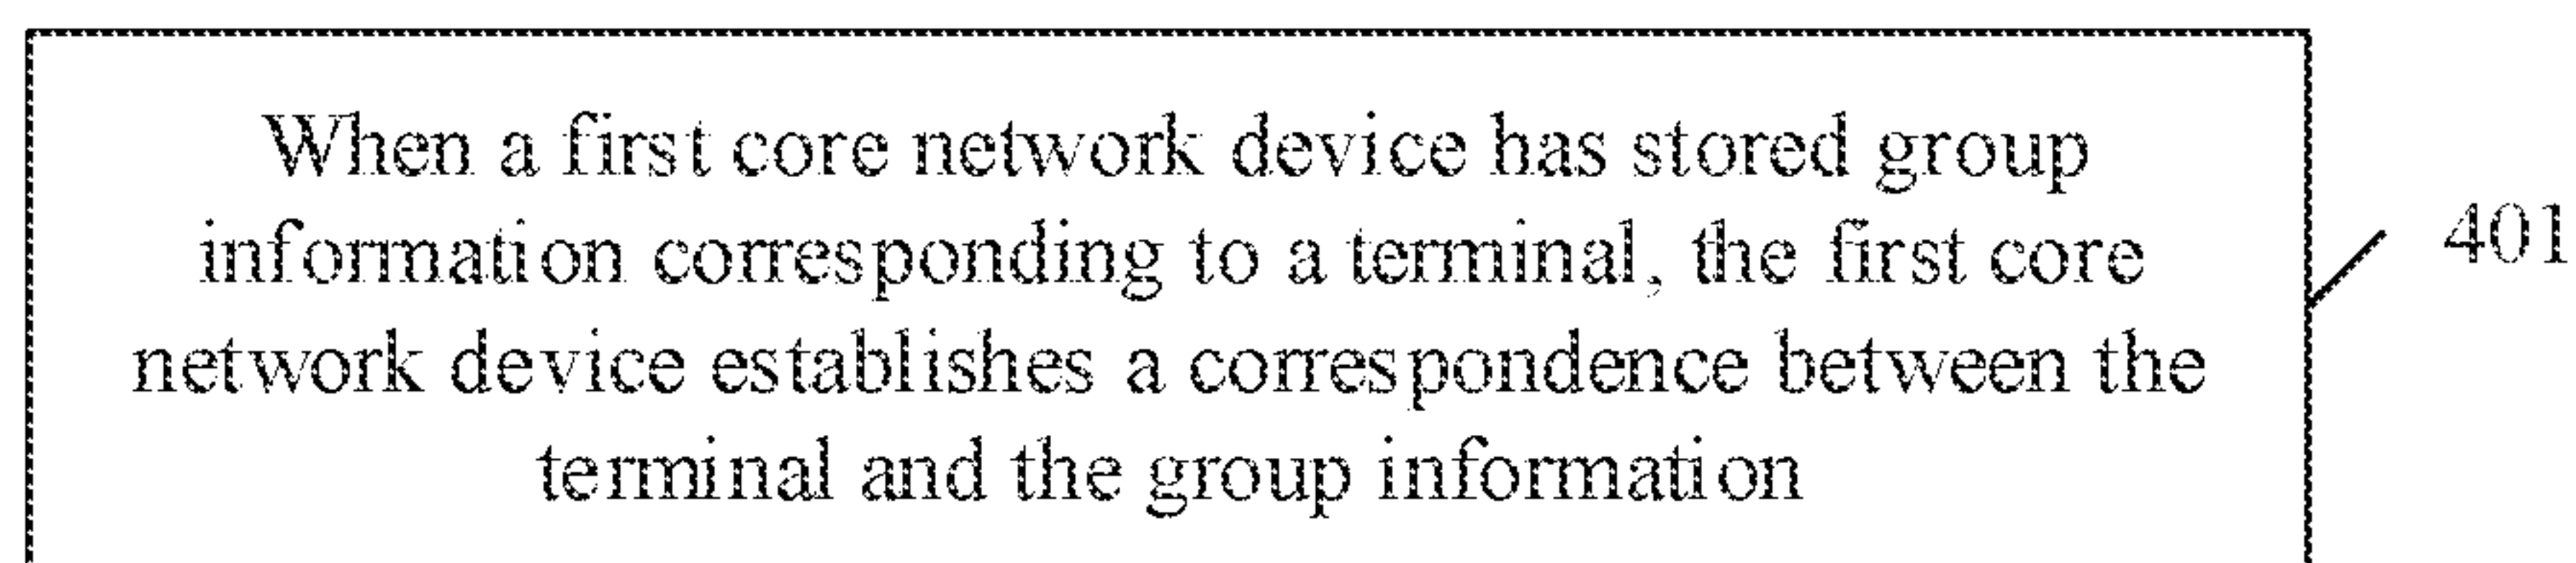 When a first core network device has stored group
information corresponding to a terminal, the first core
network device establishes a correspondence between the
terminal and the group information
401